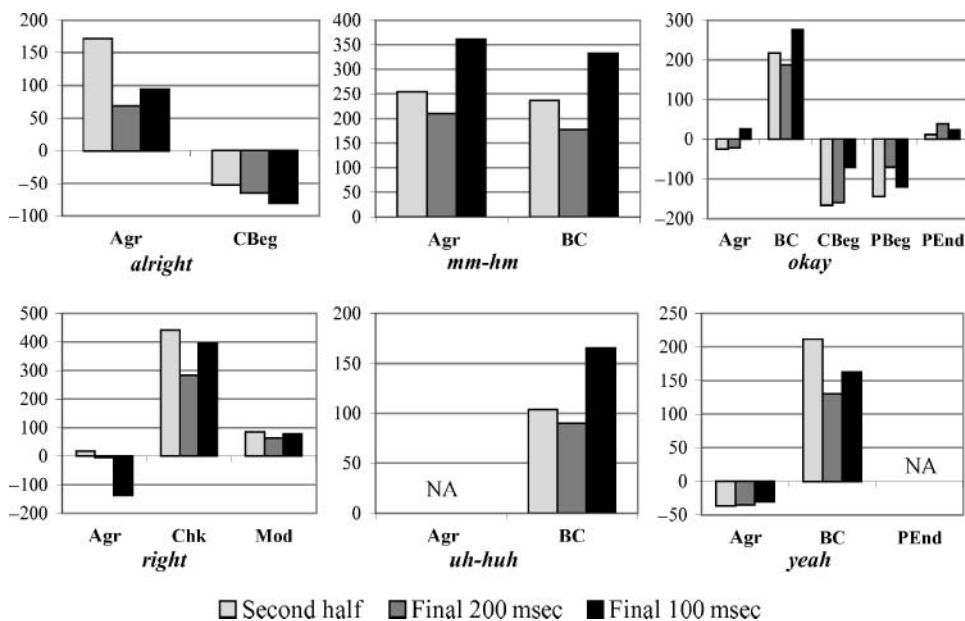 200
150
100
50
0
−50
−100
Agr CBeg
alright
400
350
300
250
200
150
100
50
0
Agr BC
mm-hm
300
200
100
0
−100
−200
Agr BC CBeg PBeg PEnd
okay
500
400
300
200
100
0
−100
−200
Agr Chk Mod
right
200
150
100
50
0
NA
Agr BC
uh-huh
250
200
150
100
50
0
−50
NA
Agr BC PEnd
yeah
Second half Final 200 msec Final 100 msec